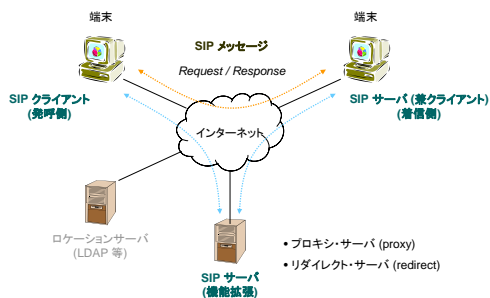 端末
端末
SIP メッセージ
Request / Response
SIP クライアント
(発呼側)
SIP サーバ (兼クライアント)
(着信側)
インターネット
ロケーションサーバ
(LDAP 等)
SIP サーバ
(機能拡張)
• プロキシ・サーバ (proxy)
• リダイレクト・サーバ (redirect)